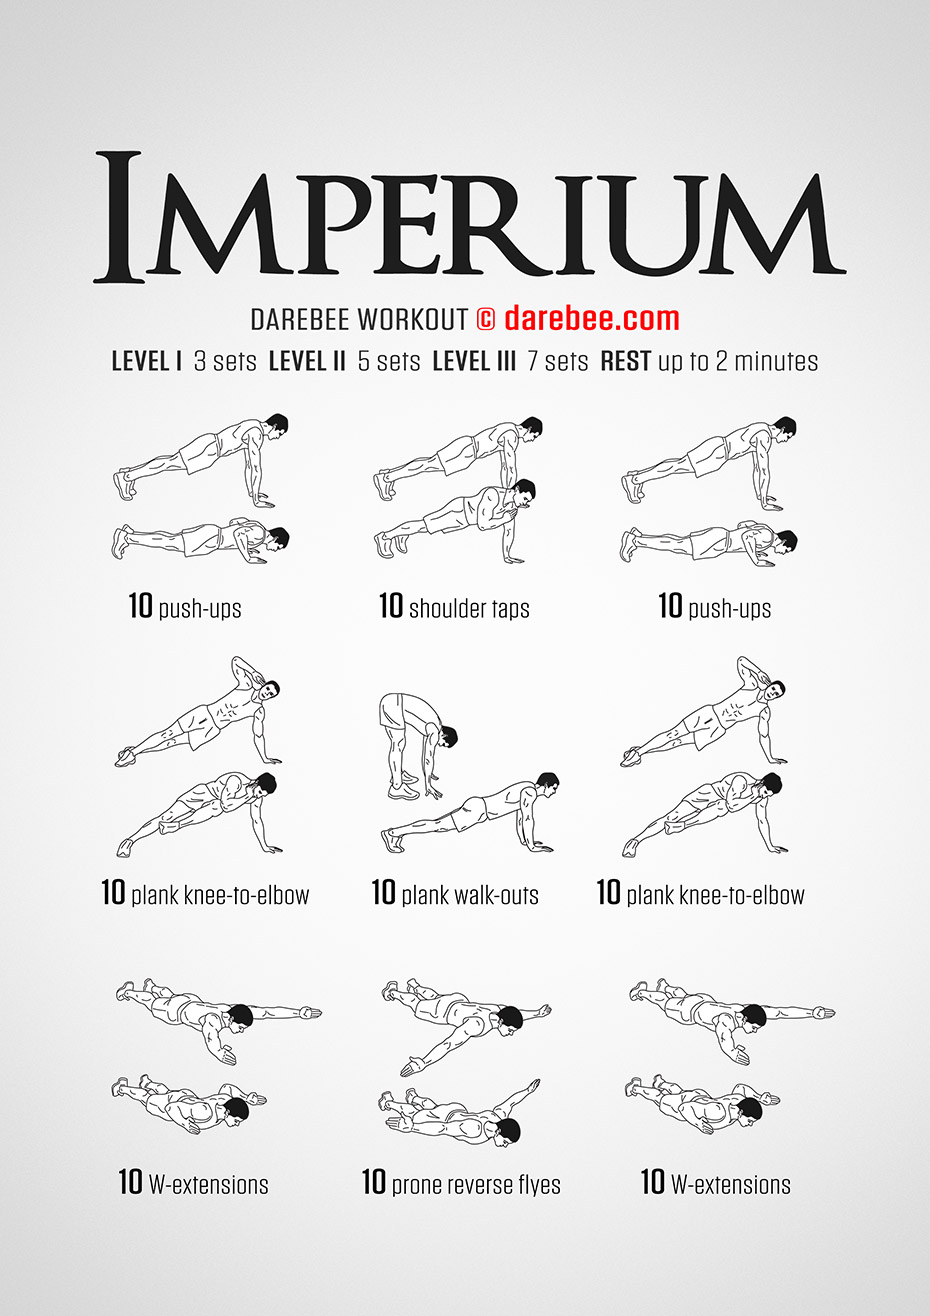 IMPERIUM
DAREBEE WORKOUT © darebee.com
LEVEL I 3 sets LEVEL II 5 sets LEVEL III 7 sets REST up to 2 minutes
10 push-ups
10 shoulder taps
10 push-ups
10 plank knee-to-elbow
10 plank walk-outs
10 plank knee-to-elbow
10 W-extensions
10 prone reverse flyes
10 W-extensions